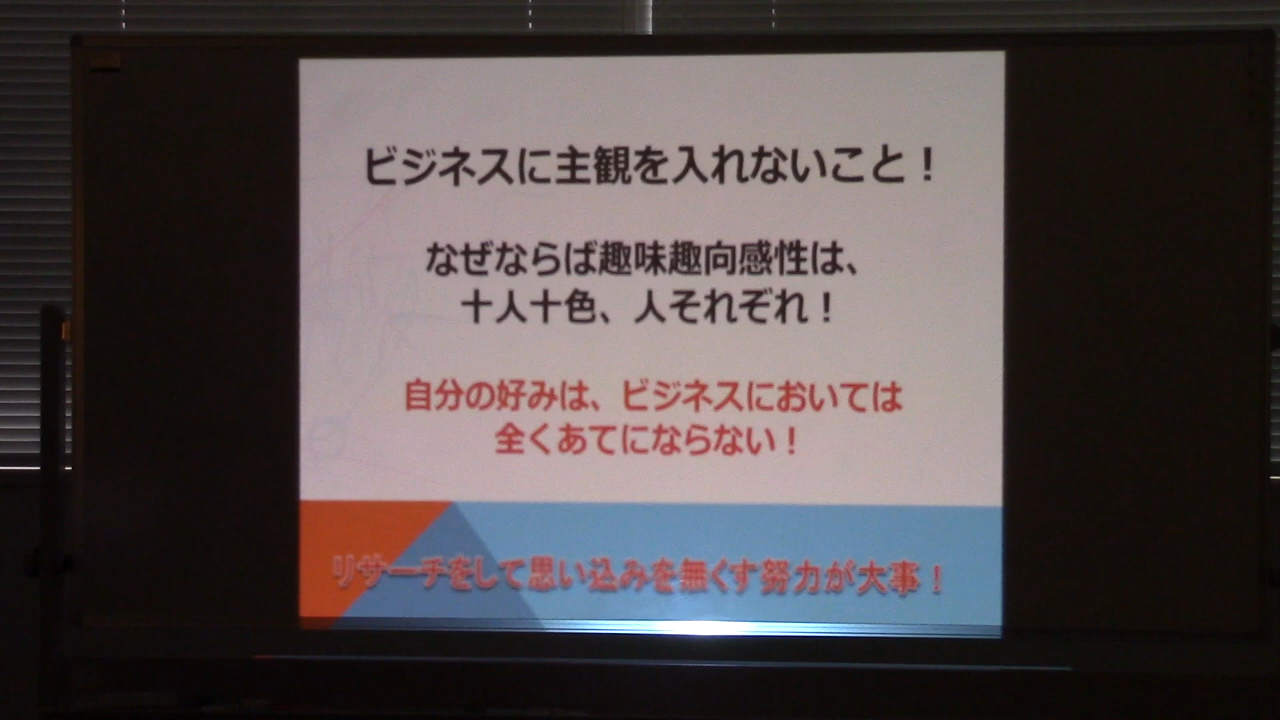 ビジネスに主観を入れないこと！
なぜならば趣味趣向感性は、
十人十色、人それぞれ！
自分の好みは、ビジネスにおいては
全くあてにならない！
リサーチをして思い込みを無くす努力が大事！